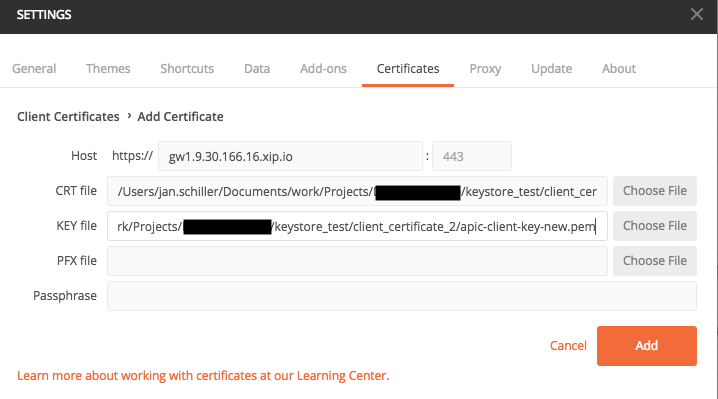 SETTINGS
General Themes Shortcuts Data Add-ons Certificates Proxy Update About
Client Certificates › Add Certificate
Host https:// gw1.9.30.166.16.xip.io : 443
CRT file /Users/jan.schiller/Documents/work/Projects/ /keystore_test/client_cer Choose File
KEY file rk/Projects/ /keystore_test/client_certificate_2/apic-client-key-new.pem Choose File
PFX file Choose File
Passphrase
Cancel Add
Learn more about working with certificates at our Learning Center.